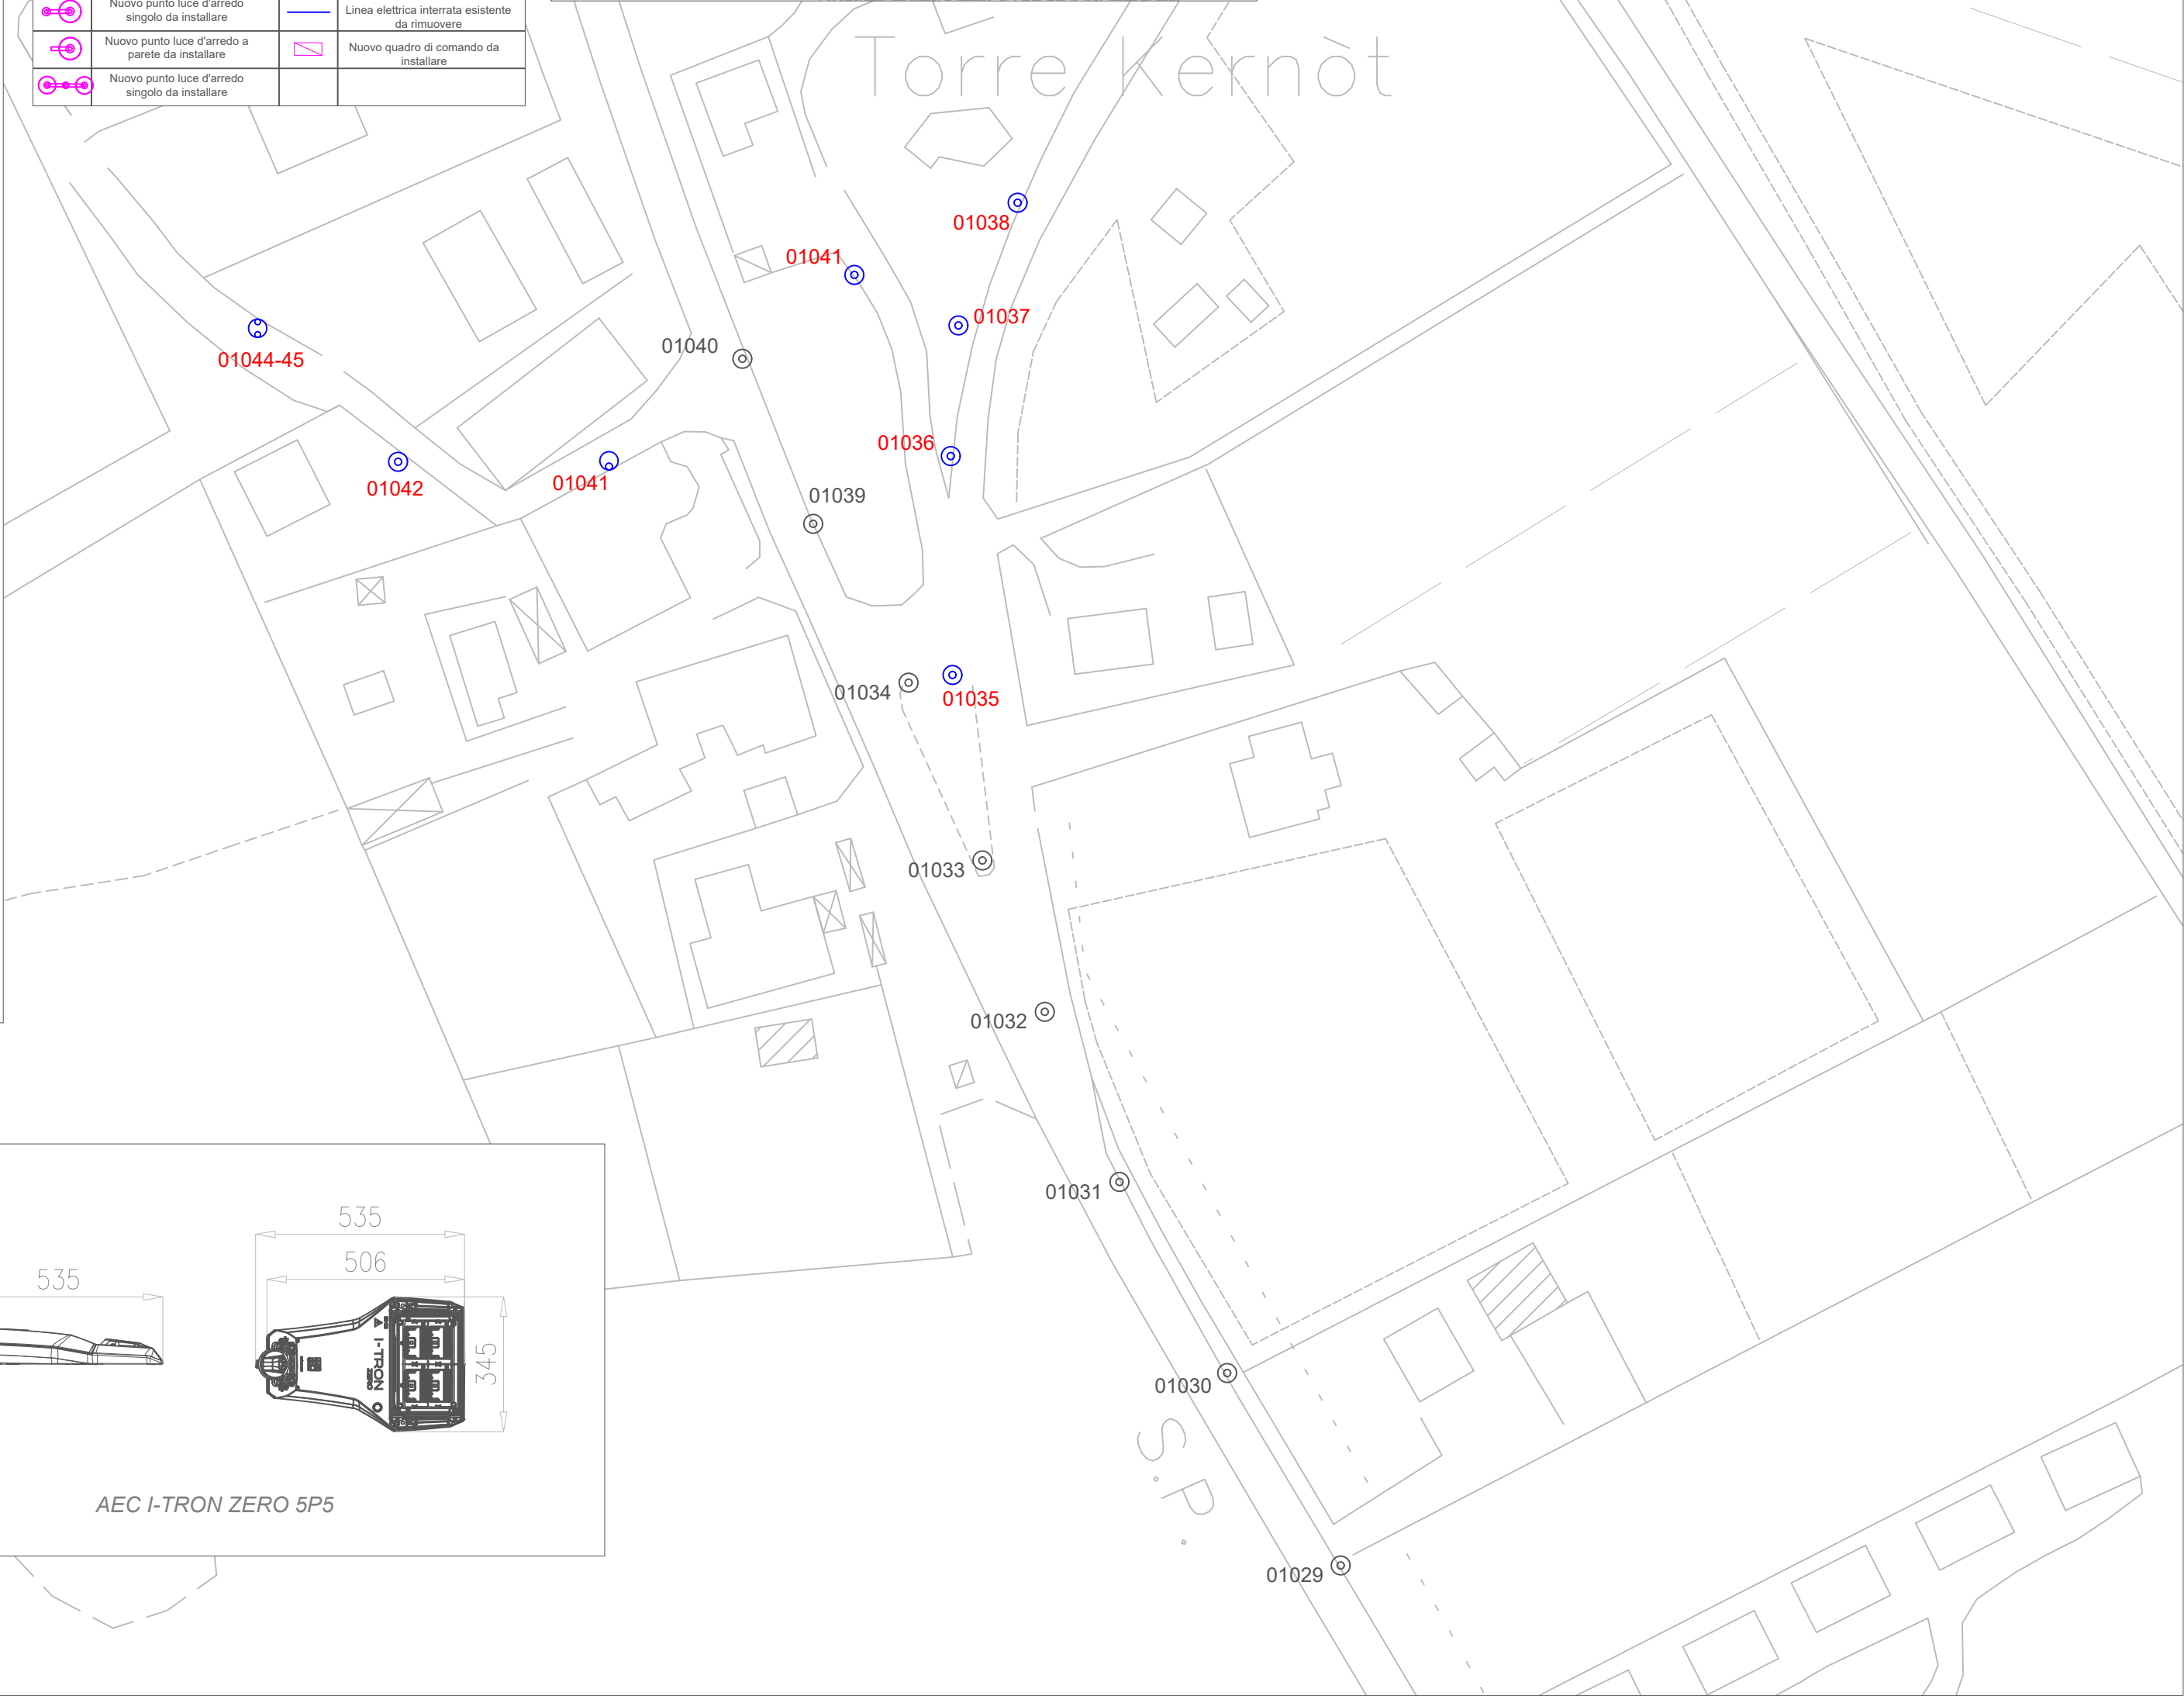 Nuovo punto luce d'arredo
singolo da installare
Linea elettrica interrata esistente
da rimuovere
Nuovo punto luce d'arredo a
parete da installare
Nuovo quadro di comando da
installare
Nuovo punto luce d'arredo
singolo da installare
Torre Kernòt
01038
01041
01037
01040
01044-45
01036
01042
01041
01039
01034
01035
01033
01032
01031
535
506
535
345
I-TRON
ZERO
01030
S.P.
AEC I-TRON ZERO 5P5
01029